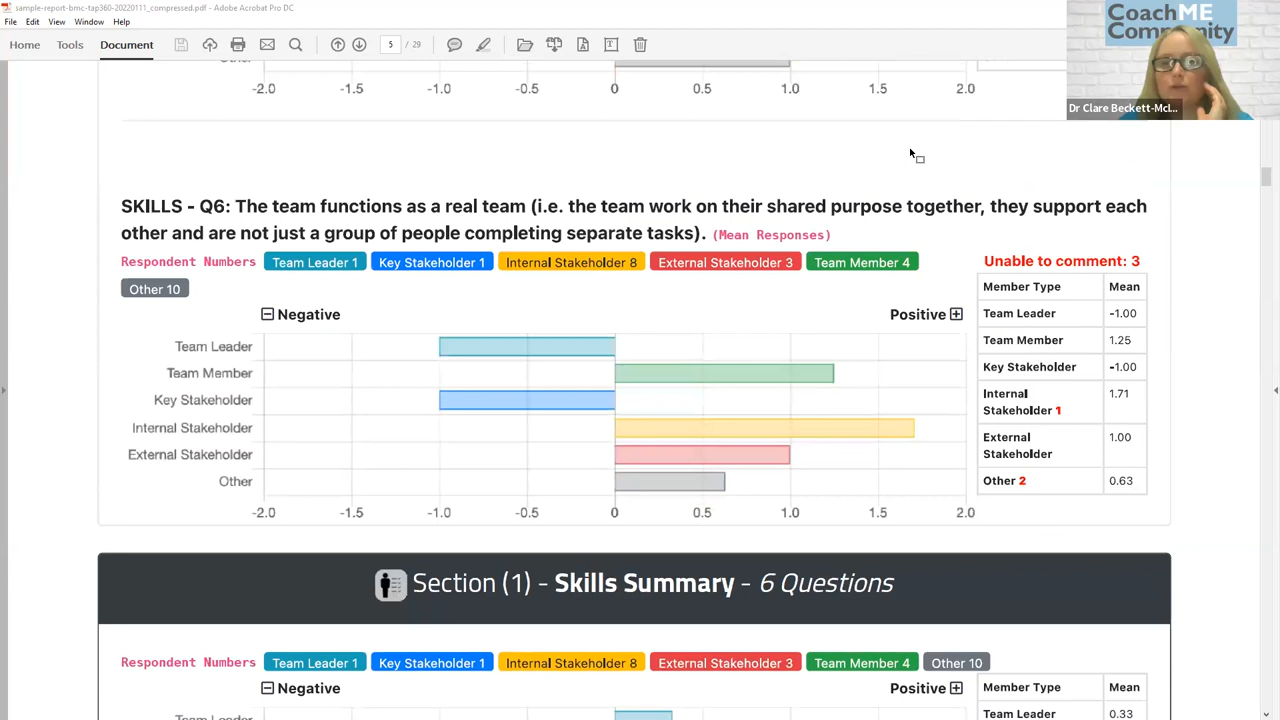 sample-report-bmc-tap360-20220111_compressed.pdf - Adobe Acrobat Pro DC
File Edit View Window Help
Home Tools Document 5 / 29
CoachME
Community
Dr Clare Beckett-McI...
-2.0 -1.5 -1.0 -0.5 0 0.5 1.0 1.5 2.0
SKILLS - Q6: The team functions as a real team (i.e. the team work on their shared purpose together, they support each
other and are not just a group of people completing separate tasks). (Mean Responses)
Respondent Numbers Team Leader 1 Key Stakeholder 1 Internal Stakeholder 8 External Stakeholder 3 Team Member 4
Other 10
Unable to comment: 3
Negative Positive
Team Leader
Team Member
Key Stakeholder
Internal Stakeholder
External Stakeholder
Other
-2.0 -1.5 -1.0 -0.5 0 0.5 1.0 1.5 2.0
Member Type Mean
Team Leader -1.00
Team Member 1.25
Key Stakeholder -1.00
Internal 1.71
Stakeholder 1
External 1.00
Stakeholder
Other 2 0.63
Section (1) - Skills Summary - 6 Questions
Respondent Numbers Team Leader 1 Key Stakeholder 1 Internal Stakeholder 8 External Stakeholder 3 Team Member 4 Other 10
Negative Positive
Member Type Mean
Team Leader 0.33
Team Leader